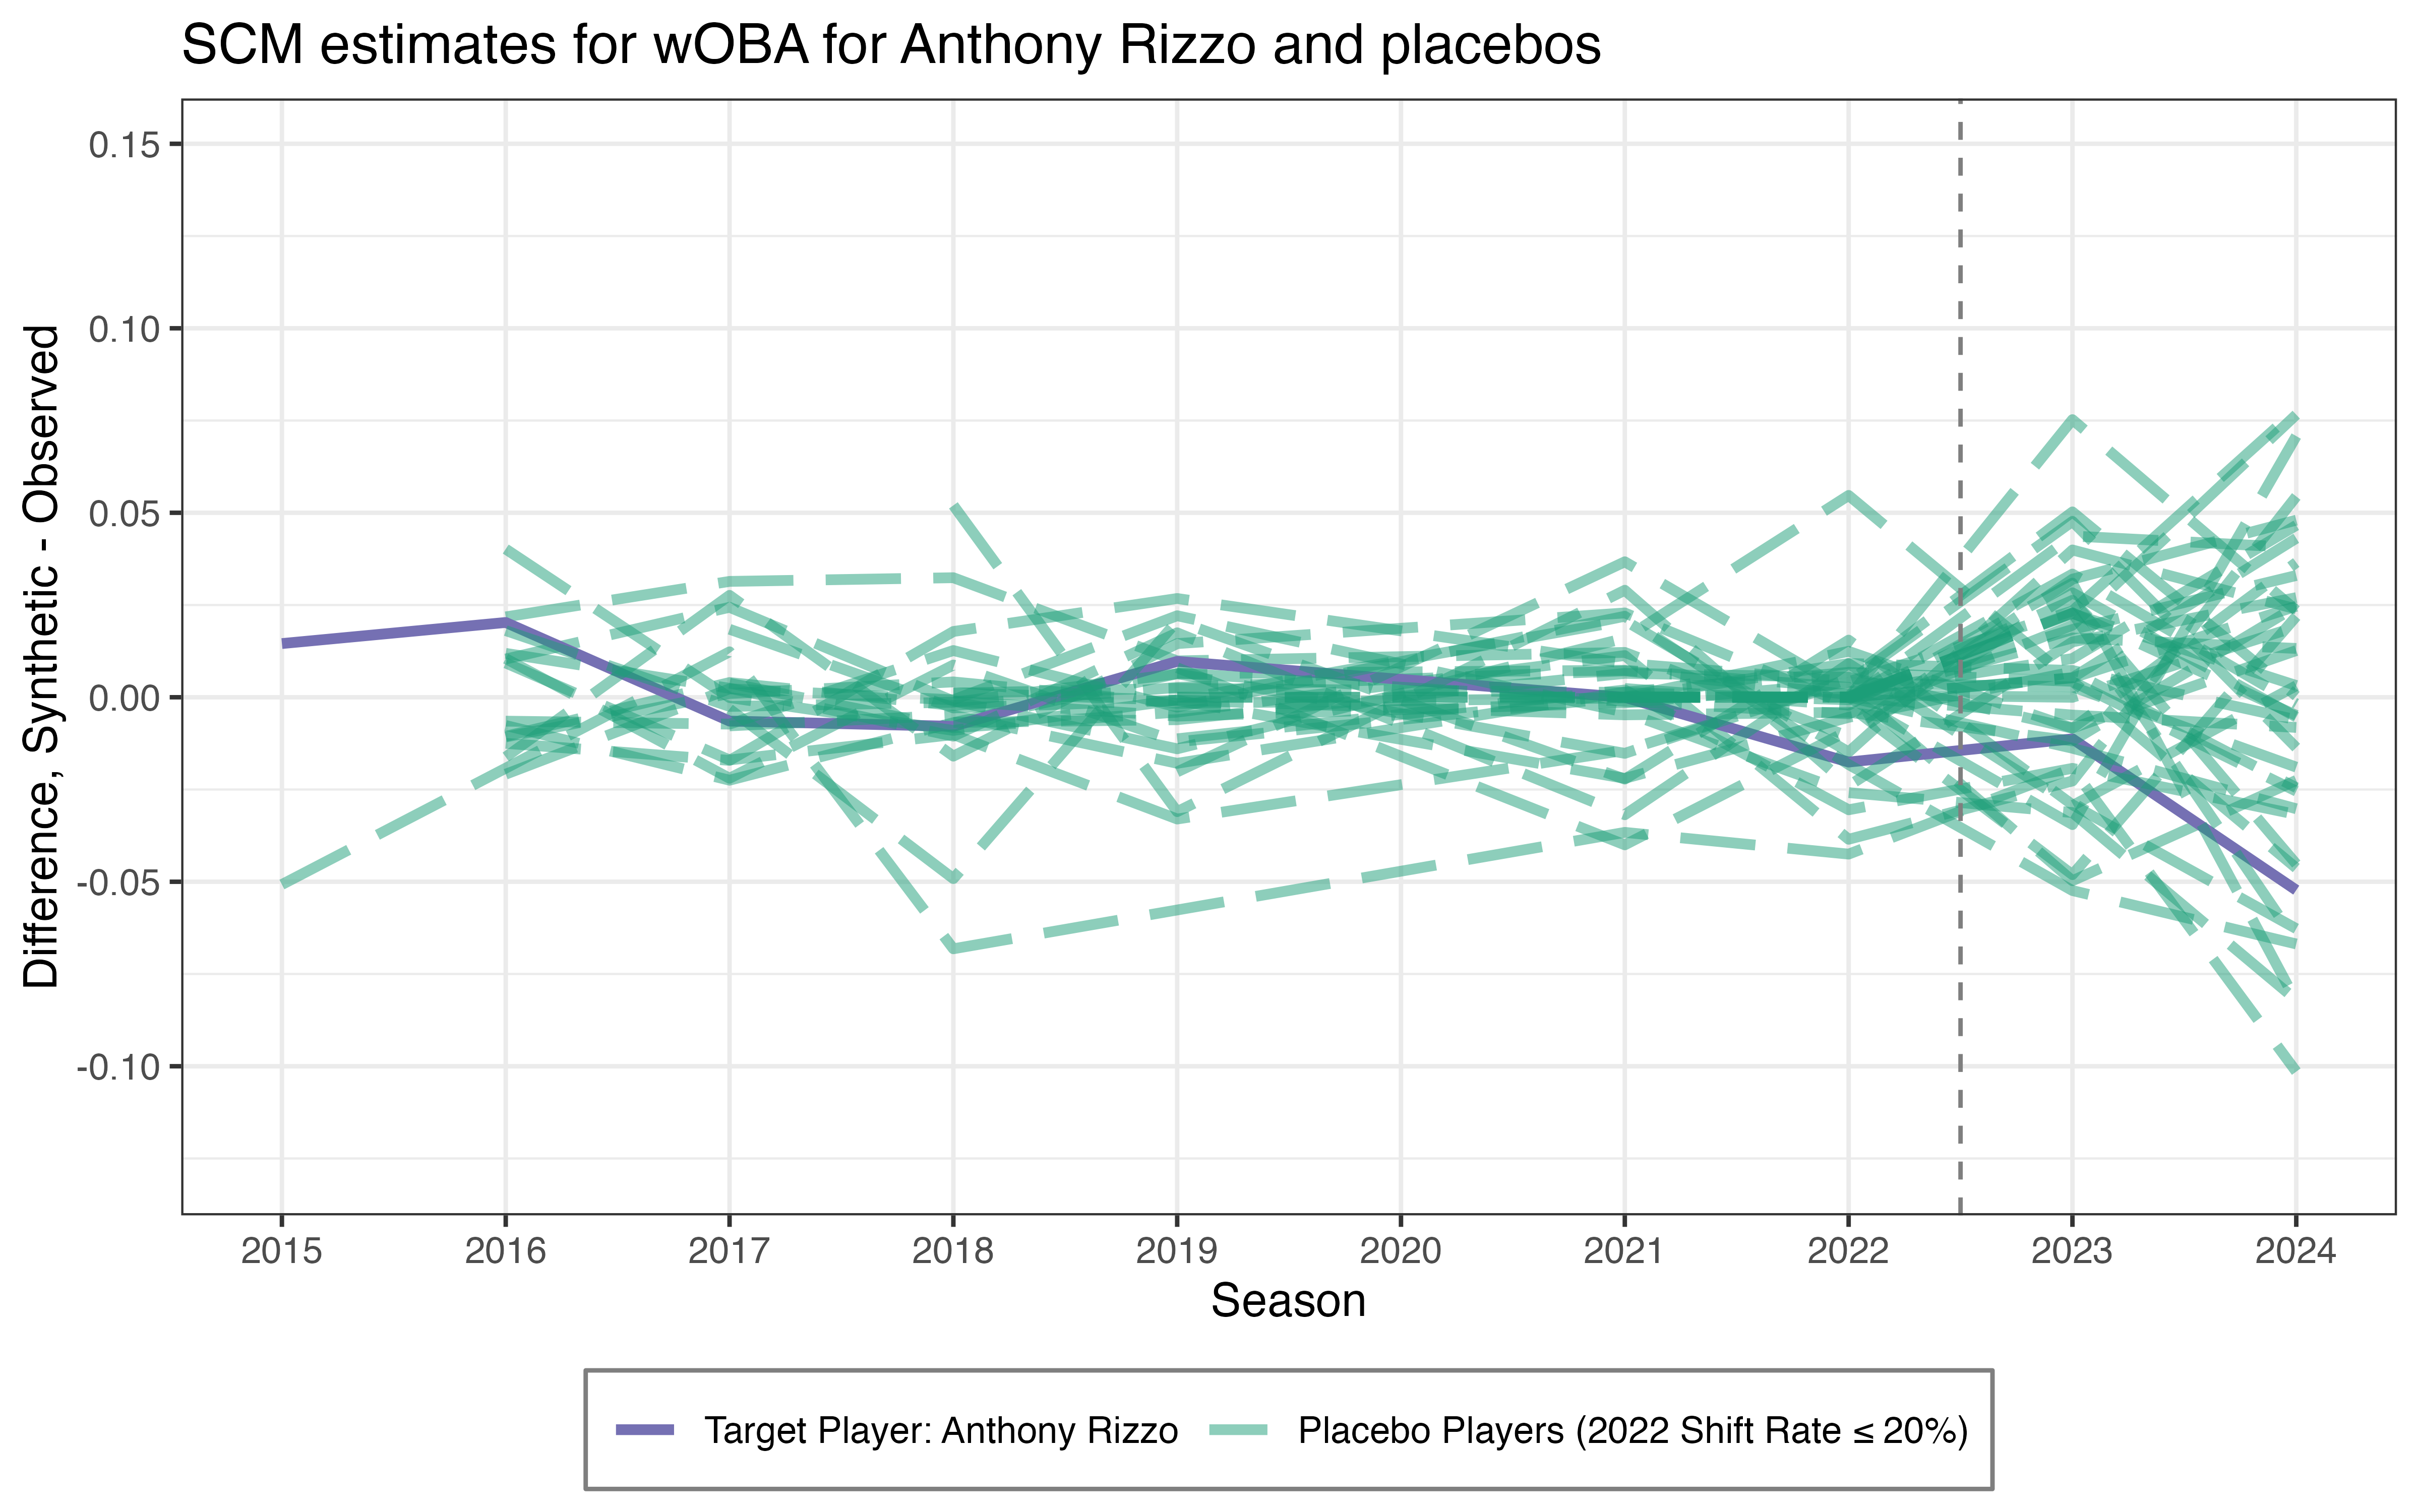 SCM estimates for wOBA for Anthony Rizzo and placebos
Difference, Synthetic - Observed
0.15
0.10
0.05
0.00
-0.05
-0.10
2015 2016 2017 2018 2019 2020 2021 2022 2023 2024
Season
Target Player: Anthony Rizzo Placebo Players (2022 Shift Rate ≤ 20%)